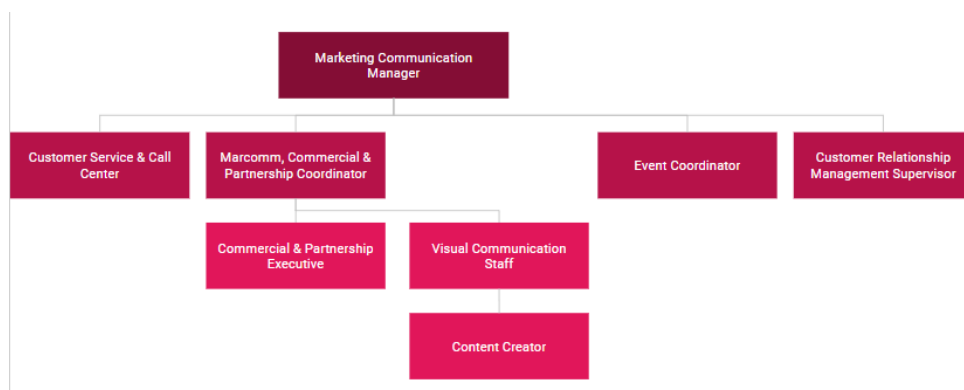 Marketing Communication
Manager
Customer Service & Call
Center
Marcomm, Commercial &
Partnership Coordinator
Event Coordinator
Customer Relationship
Management Supervisor
Commercial & Partnership
Executive
Visual Communication
Staff
Content Creator